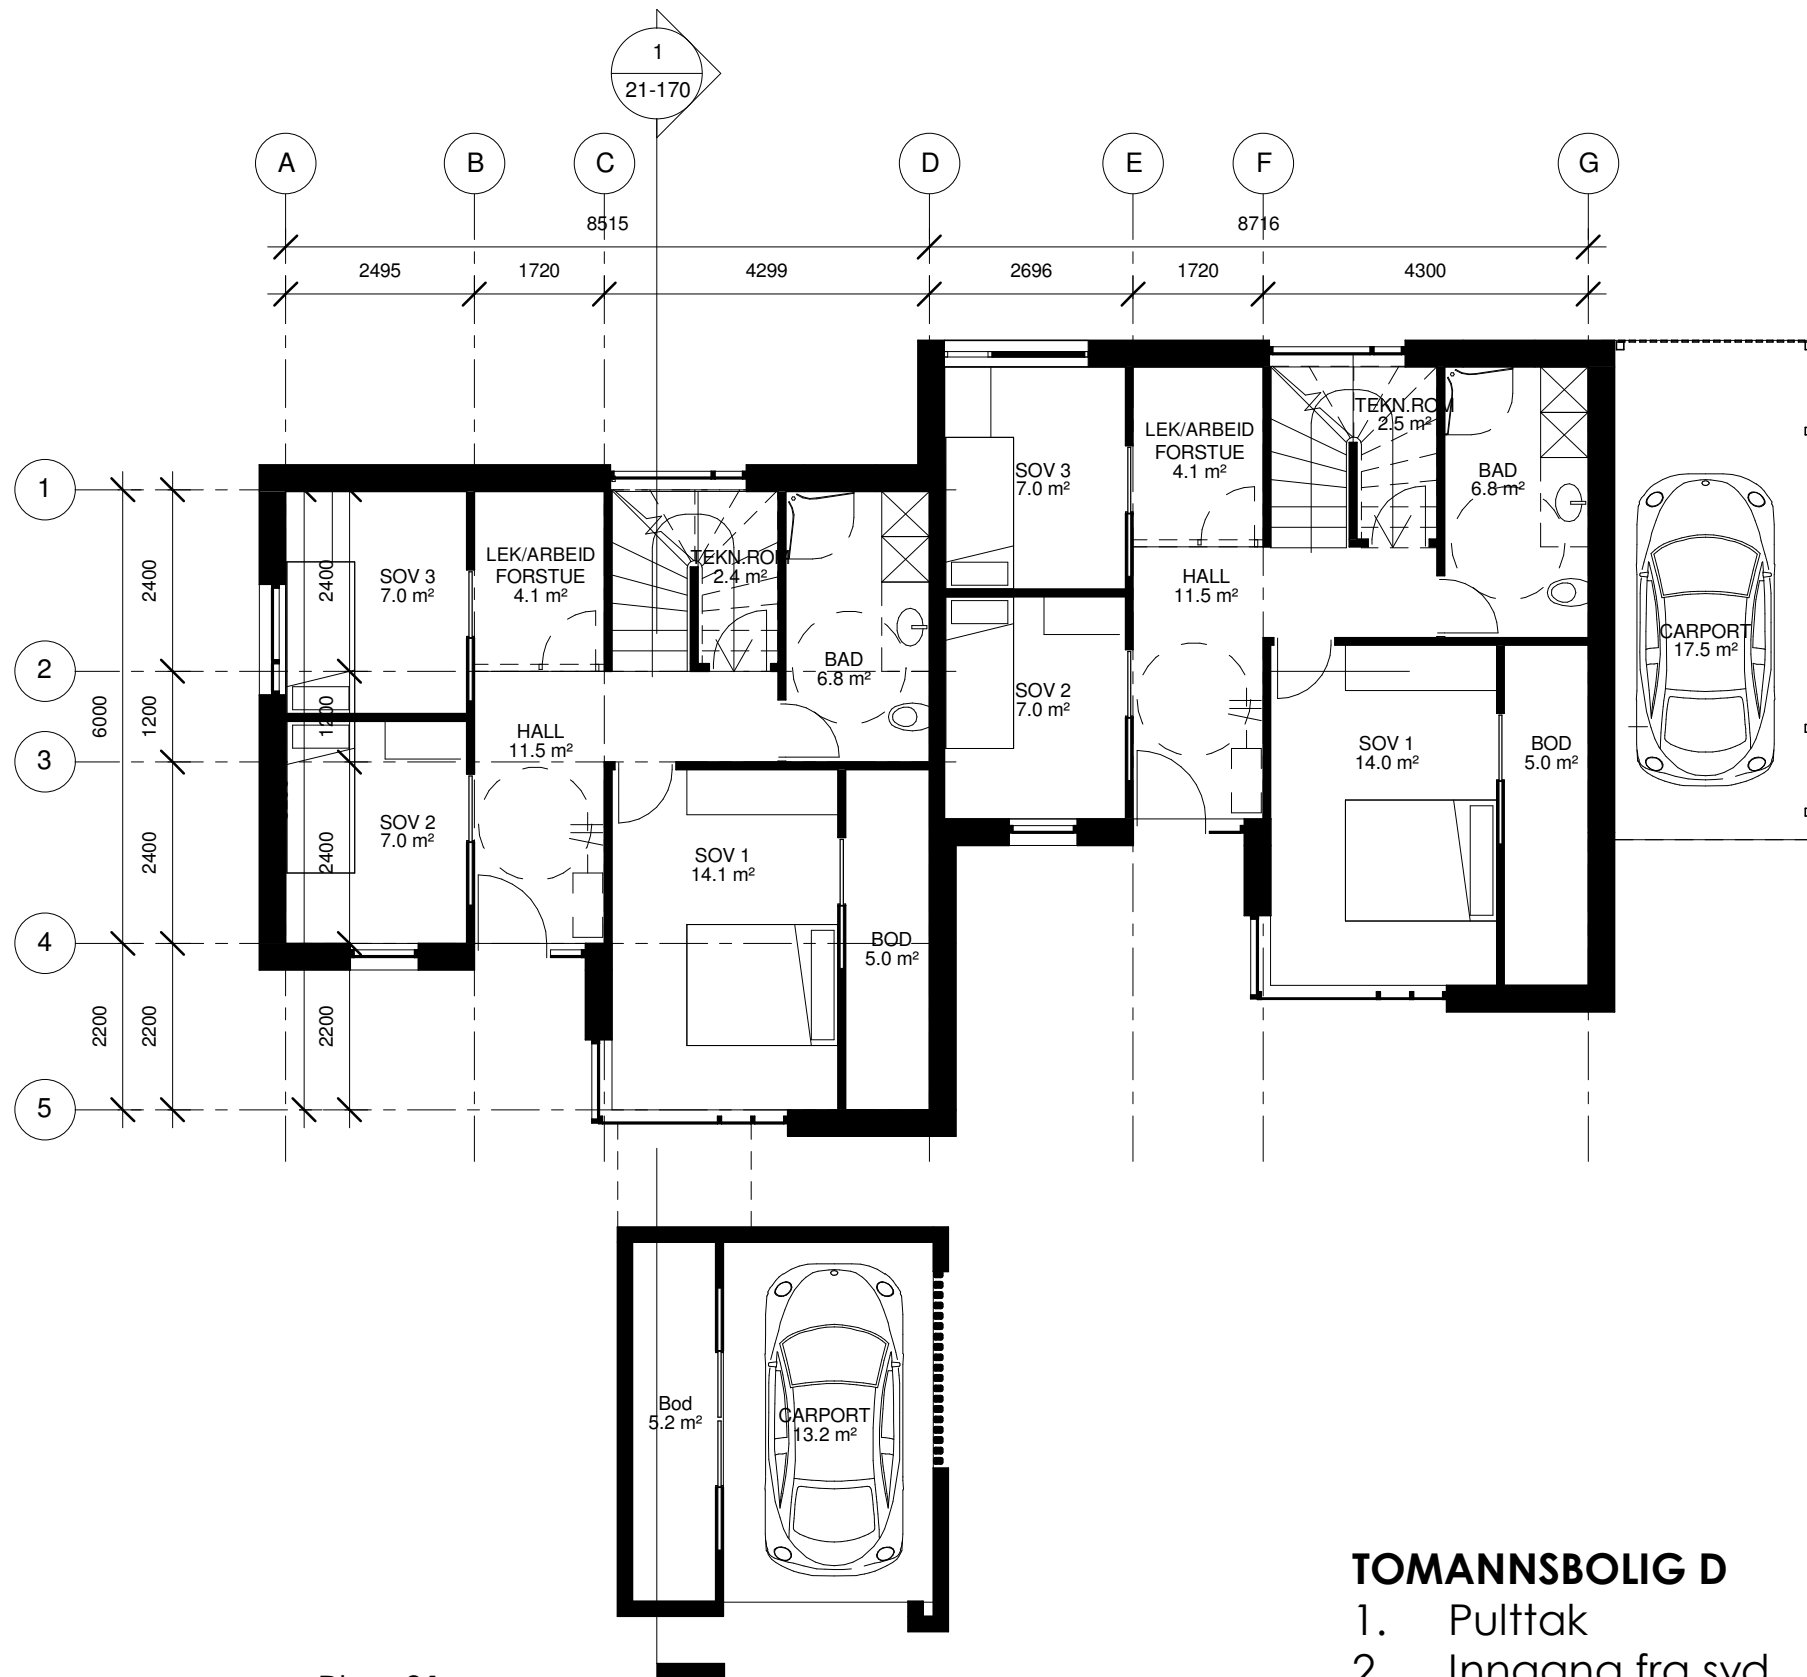 1
21-170
A
B
C
D
E
F
G
8515
8716
2495
1720
4299
2696
1720
4300
1
2
3
4
5
2400
1200
2400
2200
6000
2200
2400
1200
2400
2200
SOV 3
7.0 m²
LEK/ARBEID
FORSTUE
4.1 m²
TEKN.ROM
2.4 m²
BAD
6.8 m²
HALL
11.5 m²
SOV 2
7.0 m²
SOV 1
14.1 m²
BOD
5.0 m²
SOV 3
7.0 m²
LEK/ARBEID
FORSTUE
4.1 m²
TEKN.ROM
2.5 m²
BAD
6.8 m²
HALL
11.5 m²
SOV 2
7.0 m²
SOV 1
14.0 m²
BOD
5.0 m²
CARPORT
17.5 m²
Bod
5.2 m²
CARPORT
13.2 m²
TOMANNSBOLIG D
1. Pulttak
2. Inngang fra syd